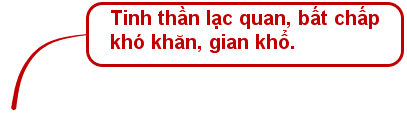 Tinh thần lạc quan, bất chấp
khó khăn, gian khổ.